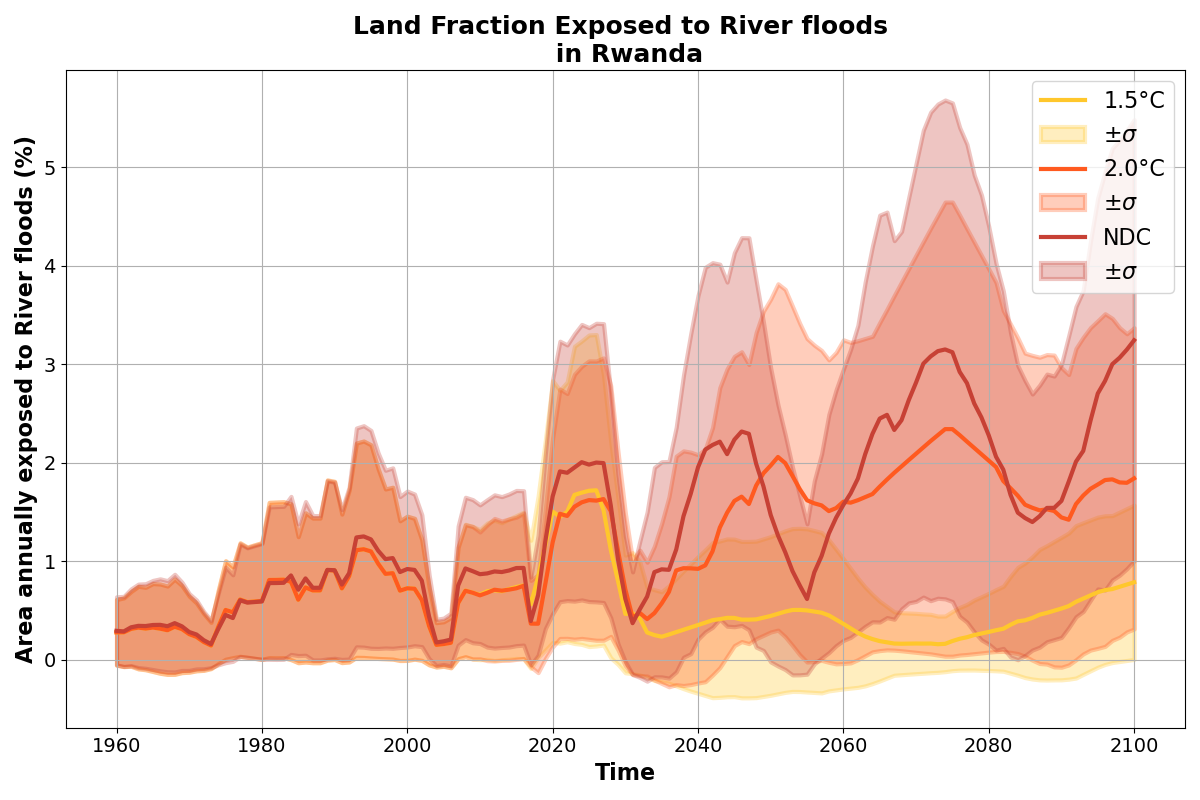 Land Fraction Exposed to River floods
in Rwanda
Area annually exposed to River floods (%)
5
4
3
2
1
0
1.5°C
±σ
2.0°C
±σ
NDC
±σ
1960
1980
2000
2020
2040
2060
2080
2100
Time